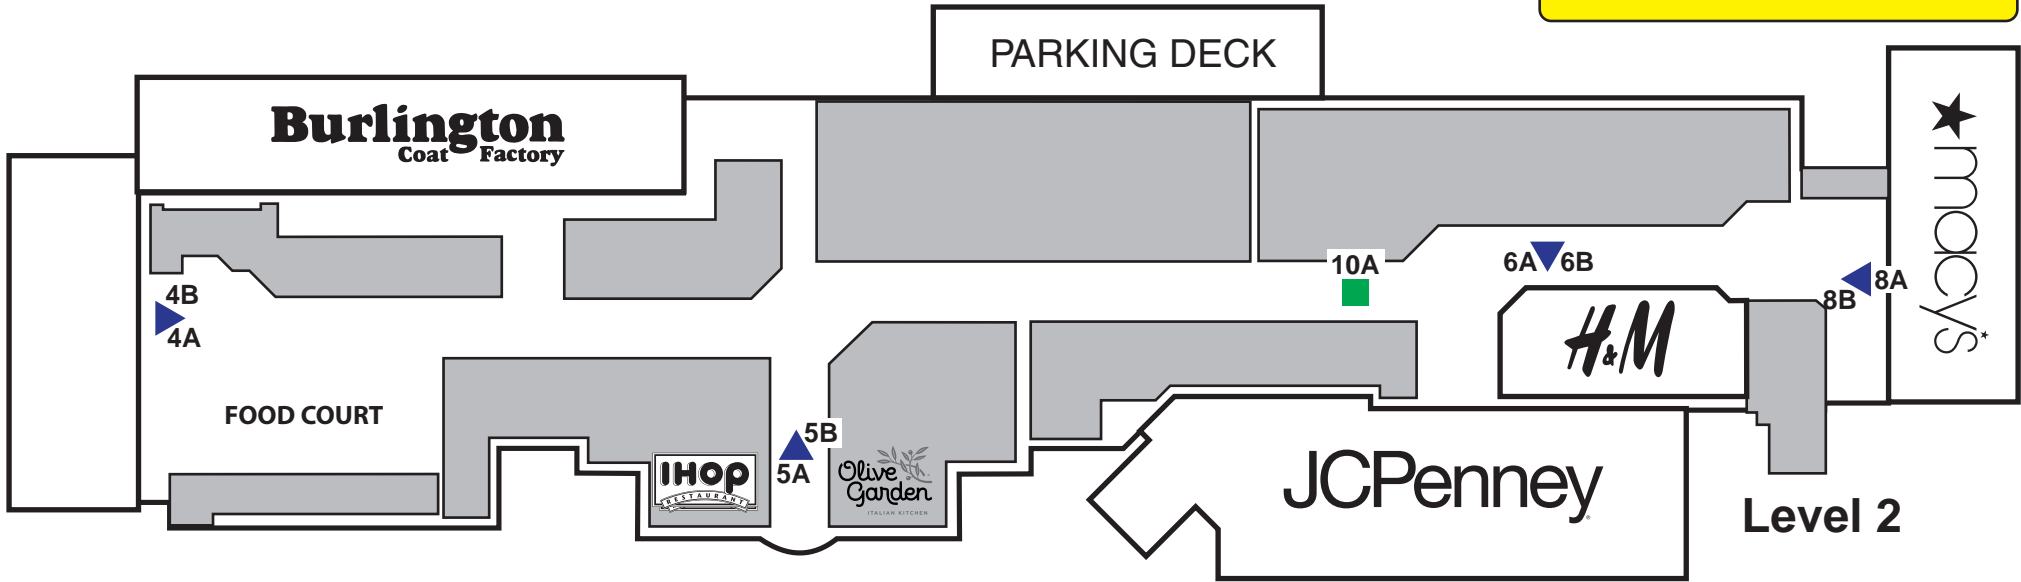 PARKING DECK
Burlington
Coat Factory
★macy's
10A
6A 6B
8A
8B
4B
4A
H&M
FOOD COURT
5B
5A
IHOP
RESTAURANT
Olive
Garden
ITALIAN KITCHEN
JCPenney
Level 2